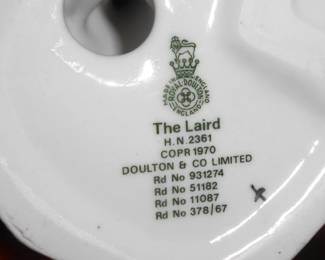 MADE IN ENGLAND
ROYAL DOULTON
ENGLAND
The Laird
H.N. 2361
COPR 1970
DOULTON & CO LIMITED
Rd No 931274
Rd No 51182
Rd No 11087
Rd No 378/67